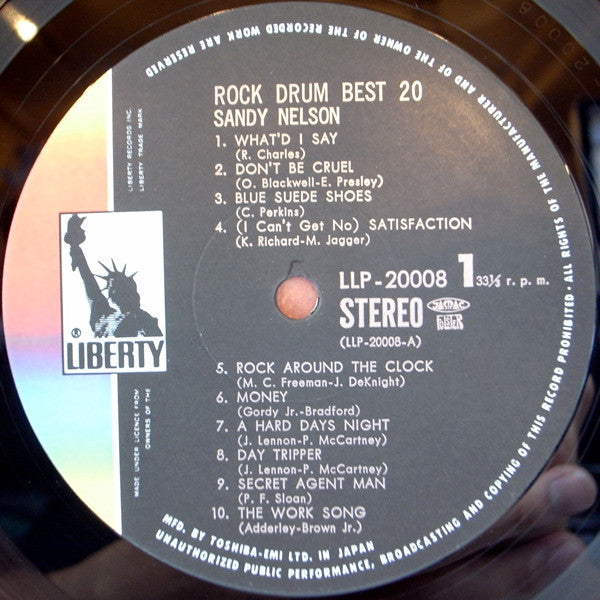 ROCK DRUM BEST 20
SANDY NELSON
1. WHAT'D I SAY
(R. Charles)
2. DON'T BE CRUEL
(O. Blackwell-E. Presley)
3. BLUE SUEDE SHOES
(C. Perkins)
4. (I Can't Get No) SATISFACTION
(K. Richard-M. Jagger)
LLP-20008 1 33⅓ r. p. m.
STEREO JASRAC
FOISTER
(LLP-20008-A)
5. ROCK AROUND THE CLOCK
(M. C. Freeman-J. DeKnight)
6. MONEY
(Gordy Jr.-Bradford)
7. A HARD DAYS NIGHT
(J. Lennon-P. McCartney)
8. DAY TRIPPER
(J. Lennon-P. McCartney)
9. SECRET AGENT MAN
(P. F. Sloan)
10. THE WORK SONG
(Adderley-Brown Jr.)
LIBERTY RECORDS INC.
LIBERTY TRADE MARK
®
LIBERTY
MADE UNDER LICENCE FROM
OWNERS OF THE
MFD. BY TOSHIBA-EMI LTD. IN JAPAN
ALL RIGHTS OF THE MANUFACTURER AND OF THE OWNER OF THE RECORDED WORK ARE RESERVED
UNAUTHORIZED PUBLIC PERFORMANCE, BROADCASTING AND COPYING OF THIS RECORD PROHIBITED·
20008